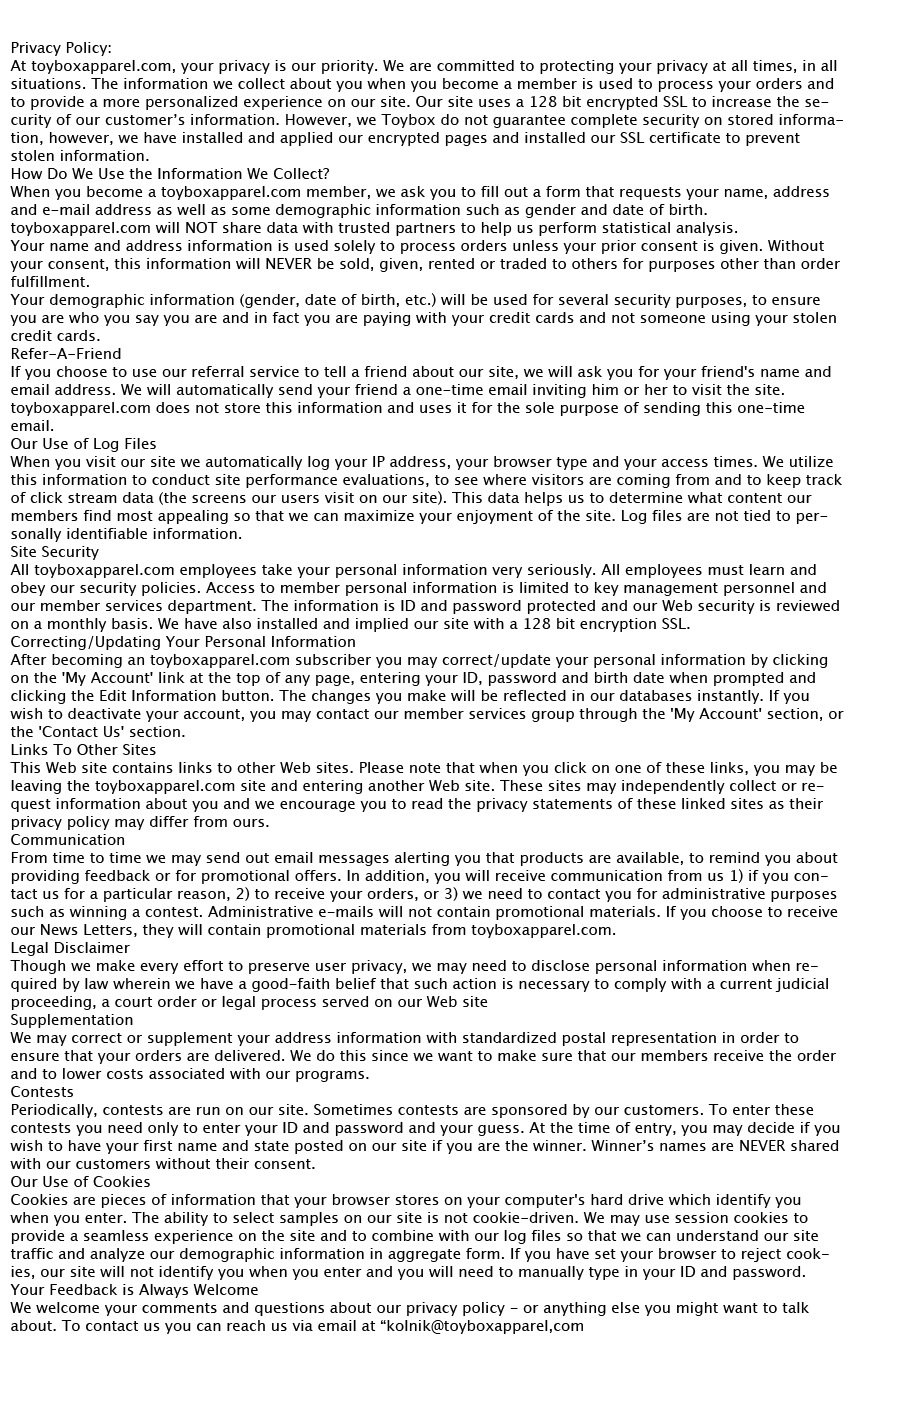 Privacy Policy:
At toyboxapparel.com, your privacy is our priority. We are committed to protecting your privacy at all times, in all
situations. The information we collect about you when you become a member is used to process your orders and
to provide a more personalized experience on our site. Our site uses a 128 bit encrypted SSL to increase the se-
curity of our customer’s information. However, we Toybox do not guarantee complete security on stored informa-
tion, however, we have installed and applied our encrypted pages and installed our SSL certificate to prevent
stolen information.
How Do We Use the Information We Collect?
When you become a toyboxapparel.com member, we ask you to fill out a form that requests your name, address
and e-mail address as well as some demographic information such as gender and date of birth.
toyboxapparel.com will NOT share data with trusted partners to help us perform statistical analysis.
Your name and address information is used solely to process orders unless your prior consent is given. Without
your consent, this information will NEVER be sold, given, rented or traded to others for purposes other than order
fulfillment.
Your demographic information (gender, date of birth, etc.) will be used for several security purposes, to ensure
you are who you say you are and in fact you are paying with your credit cards and not someone using your stolen
credit cards.
Refer-A-Friend
If you choose to use our referral service to tell a friend about our site, we will ask you for your friend's name and
email address. We will automatically send your friend a one-time email inviting him or her to visit the site.
toyboxapparel.com does not store this information and uses it for the sole purpose of sending this one-time
email.
Our Use of Log Files
When you visit our site we automatically log your IP address, your browser type and your access times. We utilize
this information to conduct site performance evaluations, to see where visitors are coming from and to keep track
of click stream data (the screens our users visit on our site). This data helps us to determine what content our
members find most appealing so that we can maximize your enjoyment of the site. Log files are not tied to per-
sonally identifiable information.
Site Security
All toyboxapparel.com employees take your personal information very seriously. All employees must learn and
obey our security policies. Access to member personal information is limited to key management personnel and
our member services department. The information is ID and password protected and our Web security is reviewed
on a monthly basis. We have also installed and implied our site with a 128 bit encryption SSL.
Correcting/Updating Your Personal Information
After becoming an toyboxapparel.com subscriber you may correct/update your personal information by clicking
on the 'My Account' link at the top of any page, entering your ID, password and birth date when prompted and
clicking the Edit Information button. The changes you make will be reflected in our databases instantly. If you
wish to deactivate your account, you may contact our member services group through the 'My Account' section, or
the 'Contact Us' section.
Links To Other Sites
This Web site contains links to other Web sites. Please note that when you click on one of these links, you may be
leaving the toyboxapparel.com site and entering another Web site. These sites may independently collect or re-
quest information about you and we encourage you to read the privacy statements of these linked sites as their
privacy policy may differ from ours.
Communication
From time to time we may send out email messages alerting you that products are available, to remind you about
providing feedback or for promotional offers. In addition, you will receive communication from us 1) if you con-
tact us for a particular reason, 2) to receive your orders, or 3) we need to contact you for administrative purposes
such as winning a contest. Administrative e-mails will not contain promotional materials. If you choose to receive
our News Letters, they will contain promotional materials from toyboxapparel.com.
Legal Disclaimer
Though we make every effort to preserve user privacy, we may need to disclose personal information when re-
quired by law wherein we have a good-faith belief that such action is necessary to comply with a current judicial
proceeding, a court order or legal process served on our Web site
Supplementation
We may correct or supplement your address information with standardized postal representation in order to
ensure that your orders are delivered. We do this since we want to make sure that our members receive the order
and to lower costs associated with our programs.
Contests
Periodically, contests are run on our site. Sometimes contests are sponsored by our customers. To enter these
contests you need only to enter your ID and password and your guess. At the time of entry, you may decide if you
wish to have your first name and state posted on our site if you are the winner. Winner’s names are NEVER shared
with our customers without their consent.
Our Use of Cookies
Cookies are pieces of information that your browser stores on your computer's hard drive which identify you
when you enter. The ability to select samples on our site is not cookie-driven. We may use session cookies to
provide a seamless experience on the site and to combine with our log files so that we can understand our site
traffic and analyze our demographic information in aggregate form. If you have set your browser to reject cook-
ies, our site will not identify you when you enter and you will need to manually type in your ID and password.
Your Feedback is Always Welcome
We welcome your comments and questions about our privacy policy - or anything else you might want to talk
about. To contact us you can reach us via email at “kolnik@toyboxapparel,com